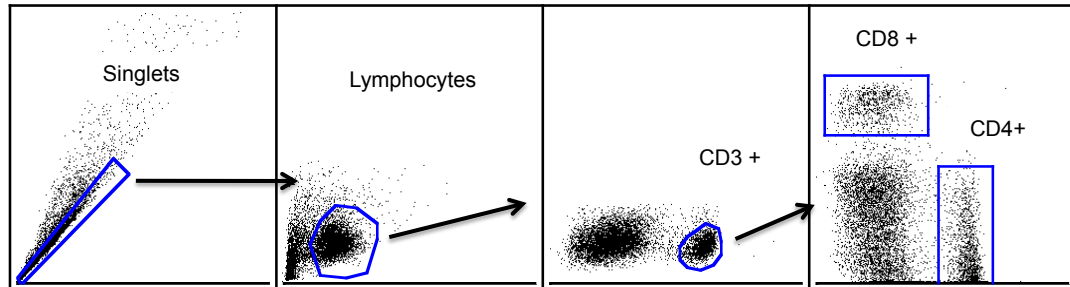 Singlets
Lymphocytes
CD3 +
CD8 +
CD4+